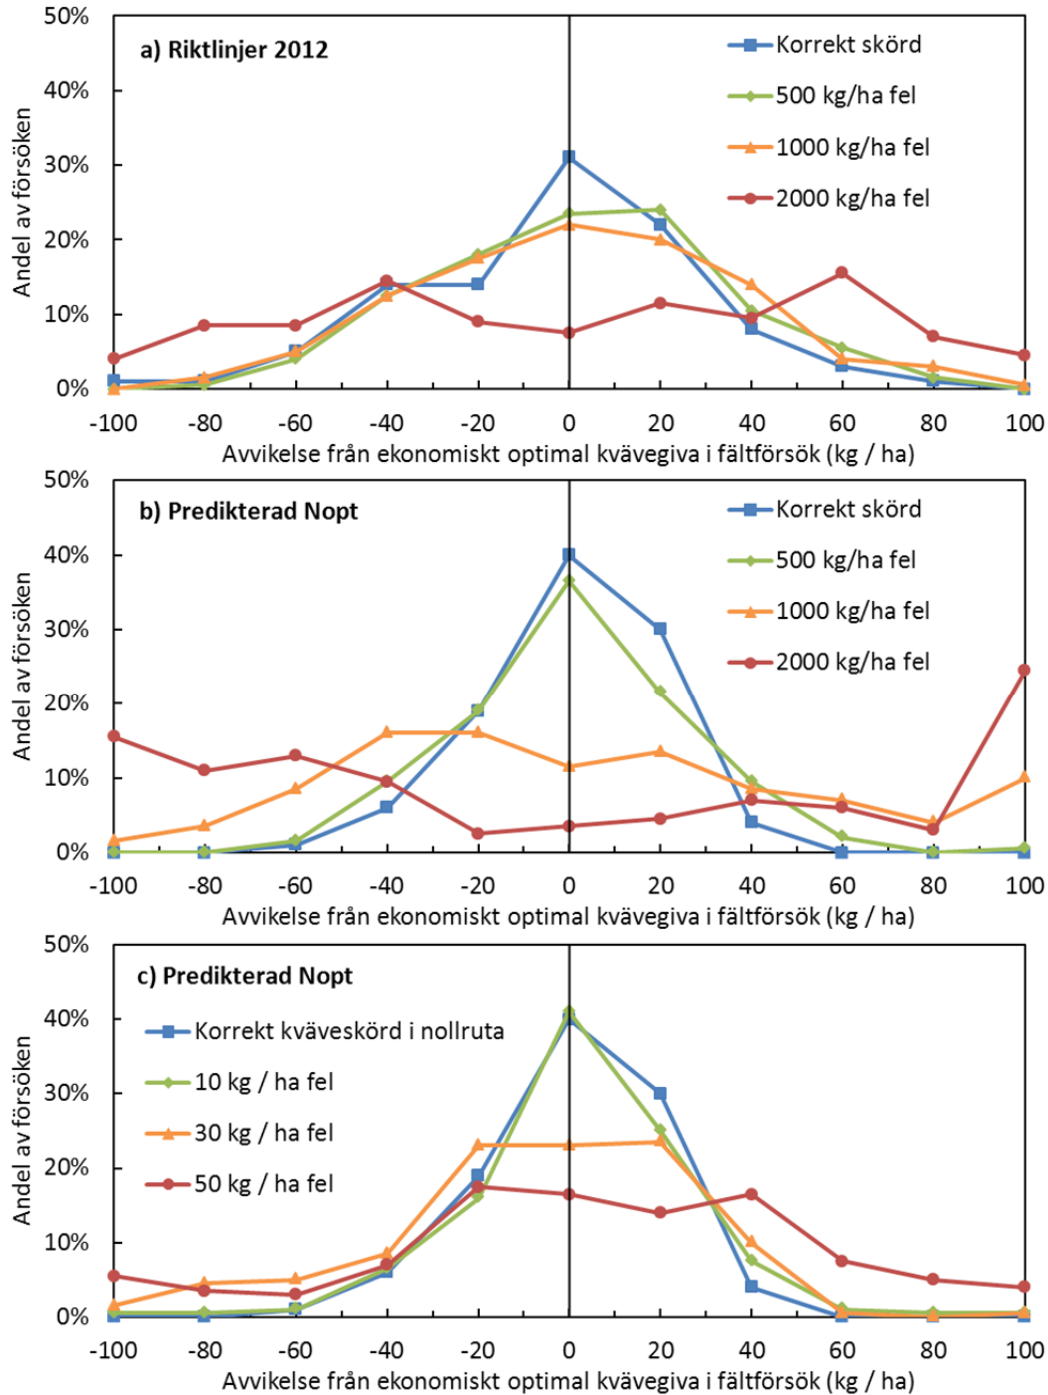 50%
a) Riktlinjer 2012
Korrekt skörd
40%
500 kg/ha fel
30%
1000 kg/ha fel
20%
2000 kg/ha fel
10%
0%
Andel av försöken
-100 -80 -60 -40 -20 0 20 40 60 80 100
Avvikelse från ekonomiskt optimal kvävegiva i fältförsök (kg / ha)
50%
b) Predikterad Nopt
Korrekt skörd
40%
500 kg/ha fel
30%
1000 kg/ha fel
20%
2000 kg/ha fel
10%
0%
Andel av försöken
-100 -80 -60 -40 -20 0 20 40 60 80 100
Avvikelse från ekonomiskt optimal kvävegiva i fältförsök (kg / ha)
50%
c) Predikterad Nopt
40%
Korrekt kväveskörd i nollruta
10 kg / ha fel
30%
30 kg / ha fel
20%
50 kg / ha fel
10%
0%
Andel av försöken
-100 -80 -60 -40 -20 0 20 40 60 80 100
Avvikelse från ekonomiskt optimal kvävegiva i fältförsök (kg / ha)